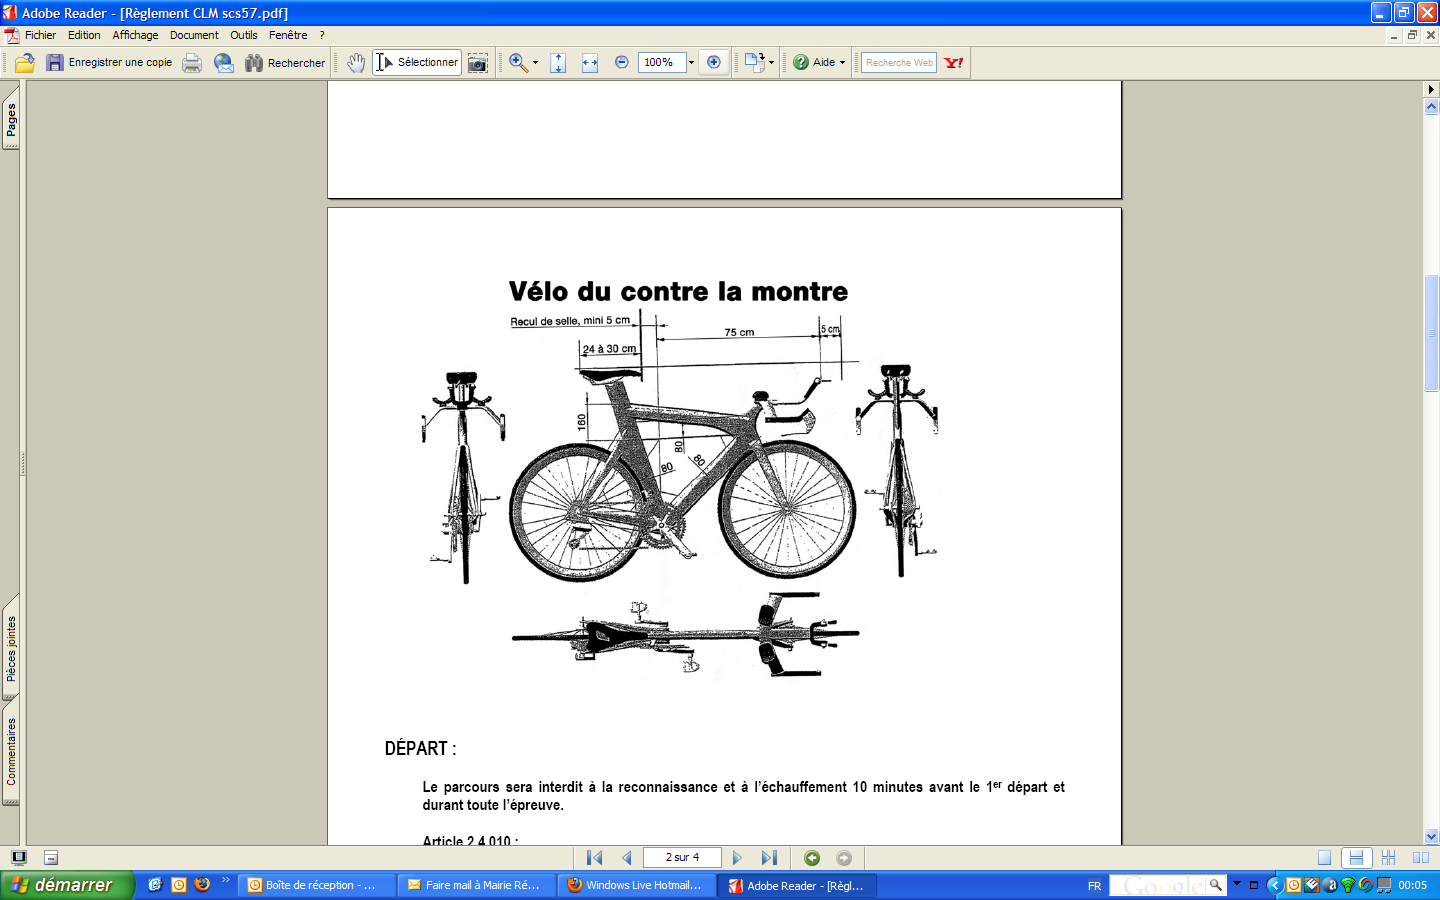 Adobe Reader - [Règlement CLM scs57.pdf]
Fichier Edition Affichage Document Outils Fenêtre ?
Enregistrer une copie Rechercher Sélectionner 100% Aide Recherche Web Y!
Pages
Vélo du contre la montre
Recul de selle, mini 5 cm
75 cm
5 cm
24 à 30 cm
160
80
80
80
Pièces jointes
Commentaires
DÉPART :
Le parcours sera interdit à la reconnaissance et à l’échauffement 10 minutes avant le 1er départ et
durant toute l’épreuve.
Article 2.4.010 :
2 sur 4
démarrer Boîte de réception - ... Faire mail à Mairie Ré... Windows Live Hotmail... Adobe Reader - [Règl... FR Google 00:05